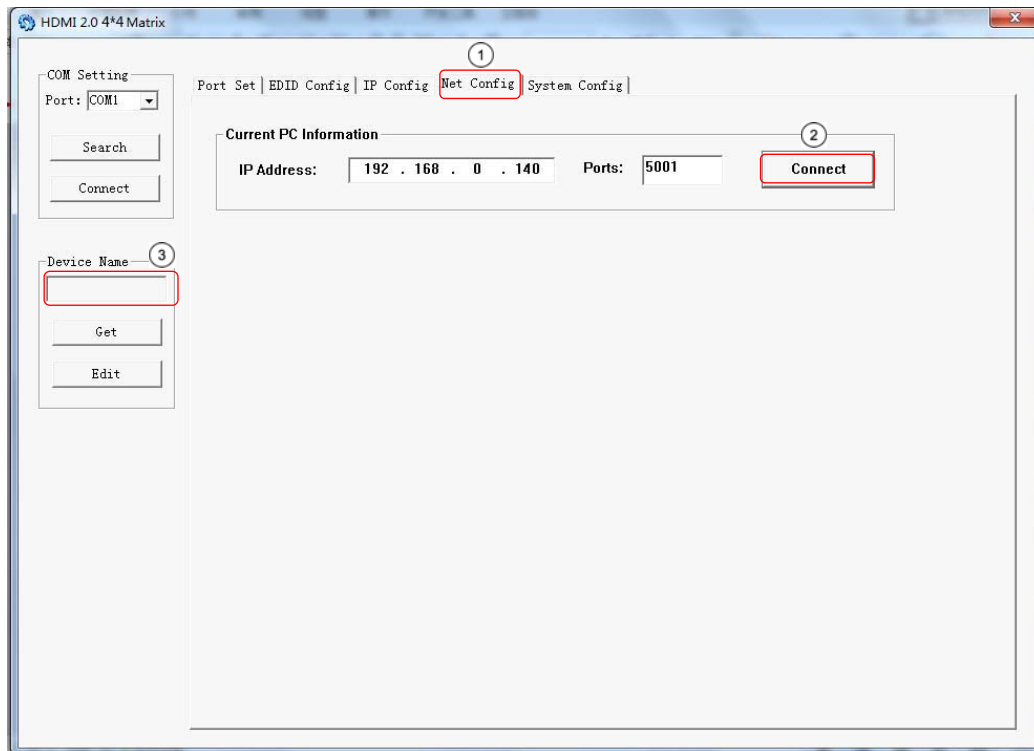 HDMI 2.0 4*4 Matrix
1
COM Setting
Port: COM1
Search
Connect
Port Set EDID Config IP Config Net Config System Config
Current PC Information
2
IP Address: 192 . 168 . 0 . 140 Ports: 5001 Connect
Device Name 3
Get
Edit